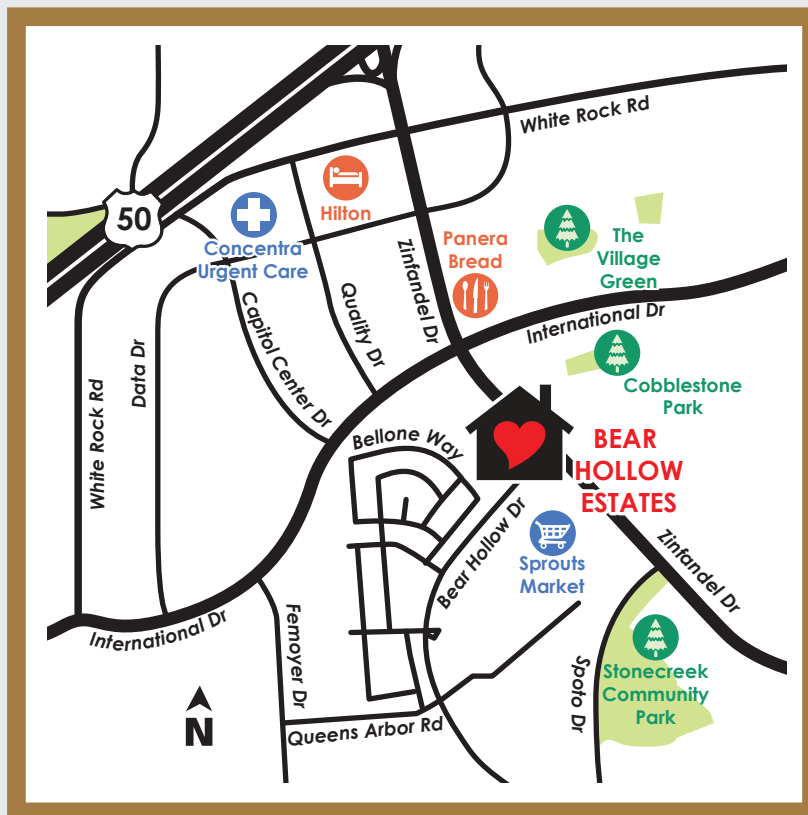 White Rock Rd
50
Hilton
Concentra
Urgent Care
Panera
Bread
The
Village
Green
Zinfandel Dr
International Dr
Quality Dr
Capitol Center Dr
Data Dr
White Rock Rd
Cobblestone
Park
Bellone Way
BEAR
HOLLOW
ESTATES
Bear Hollow Dr
Sprouts
Market
Zinfandel Dr
International Dr
Femoyer Dr
Spoto Dr
Stonecreek
Community
Park
Queens Arbor Rd
N